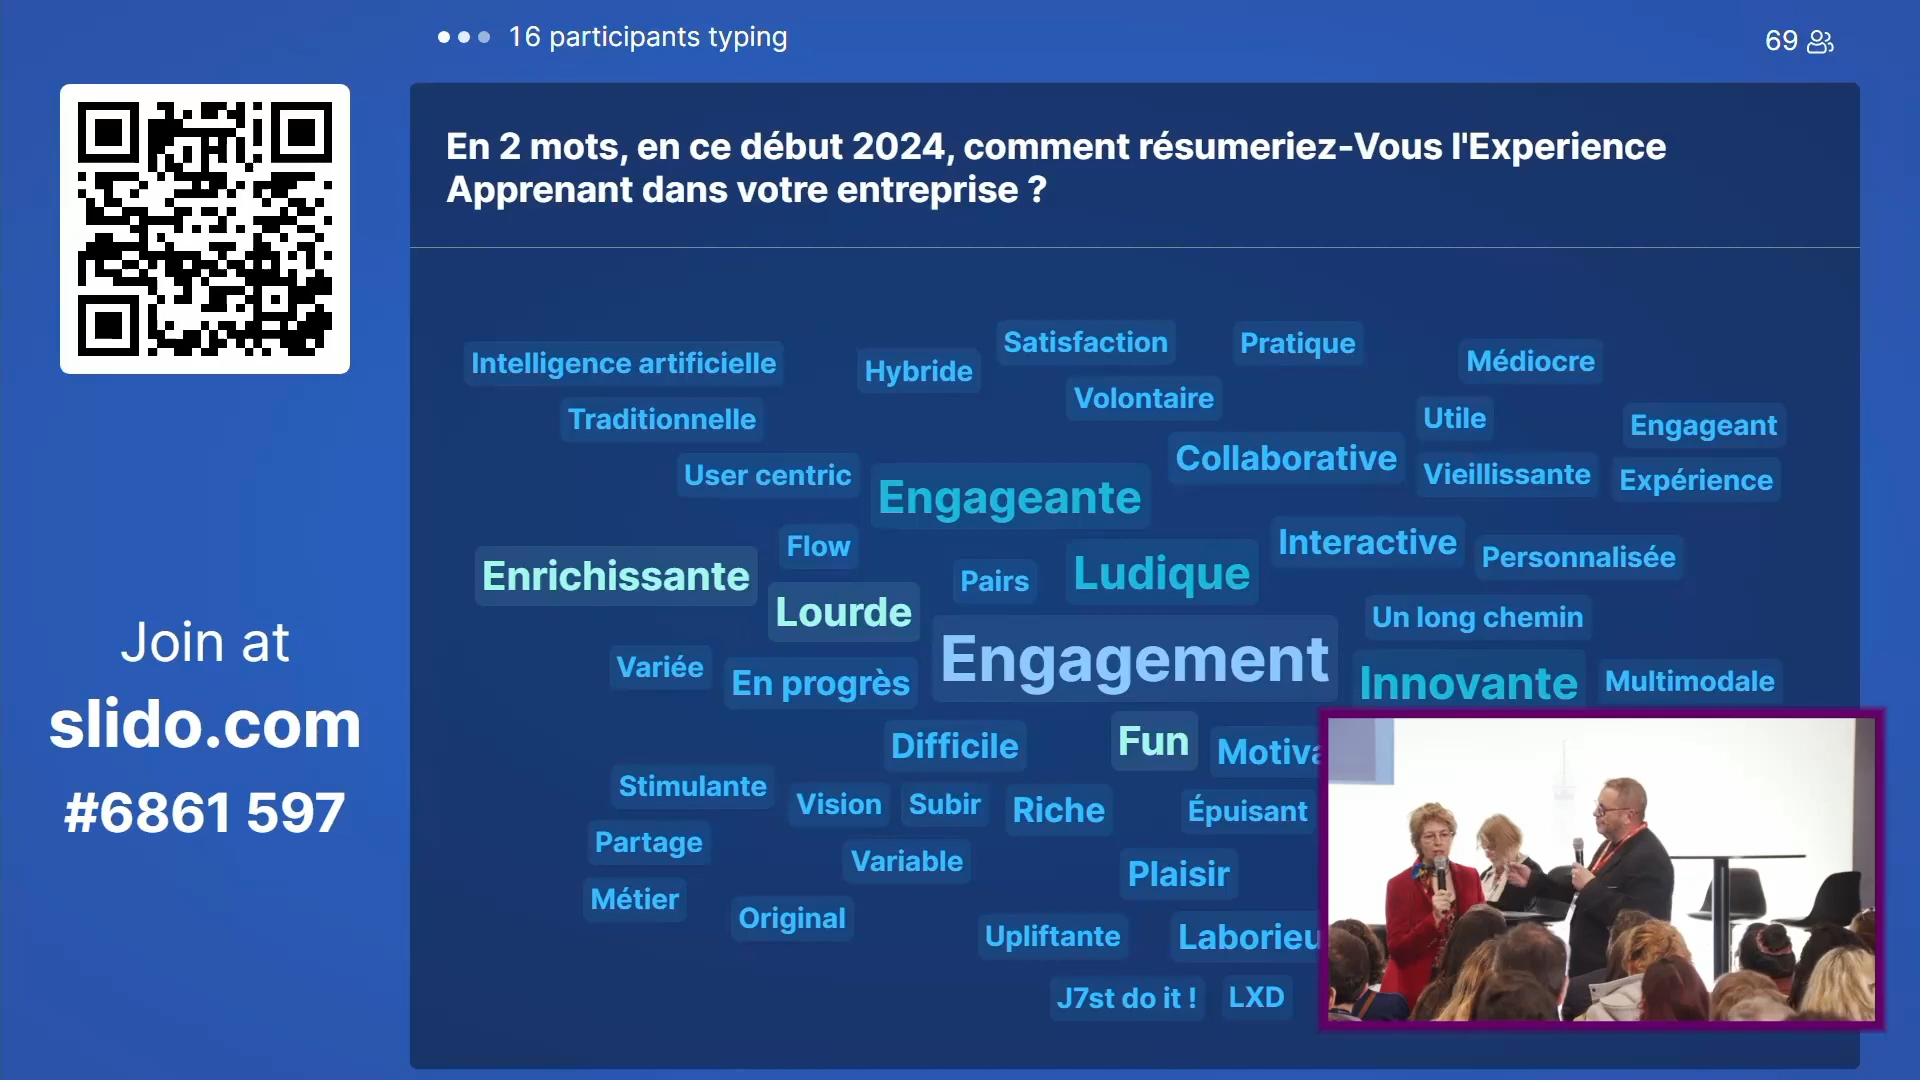 16 participants typing
69
En 2 mots, en ce début 2024, comment résumeriez-Vous l'Experience
Apprenant dans votre entreprise ?
Join at
slido.com
#6861 597
Satisfaction
Pratique
Intelligence artificielle
Hybride
Médiocre
Volontaire
Traditionnelle
Utile
Engageant
Collaborative
User centric
Engageante
Vieillissante
Expérience
Flow
Interactive
Personnalisée
Enrichissante
Pairs
Ludique
Lourde
Un long chemin
Variée
En progrès
Engagement
Innovante
Multimodale
Difficile
Fun
Motiva
Stimulante
Vision
Subir
Riche
Épuisant
Partage
Variable
Plaisir
Métier
Original
Upliftante
Laborieu
J7st do it !
LXD